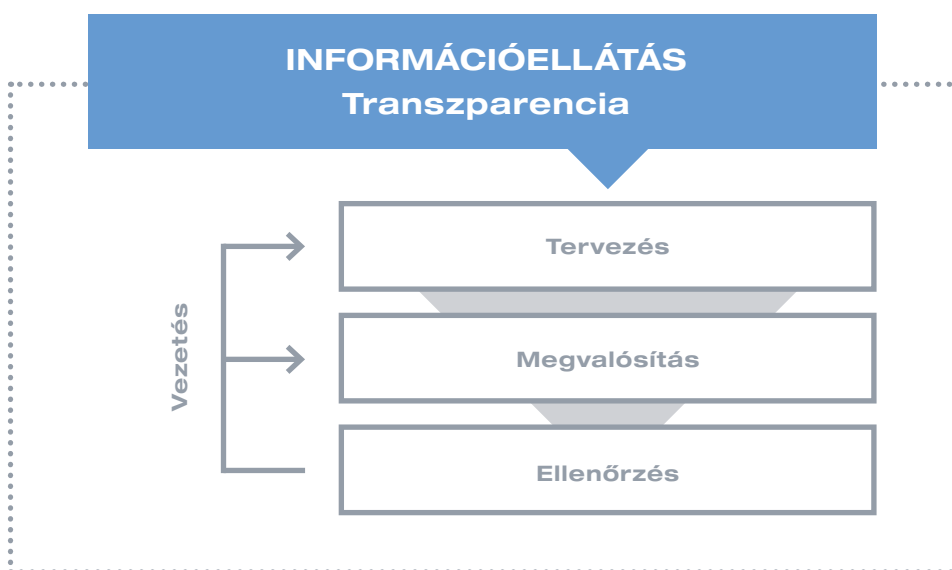 INFORMÁCIÓELLÁTÁS
Transzparencia
Tervezés
Vezetés
Megvalósítás
Ellenőrzés